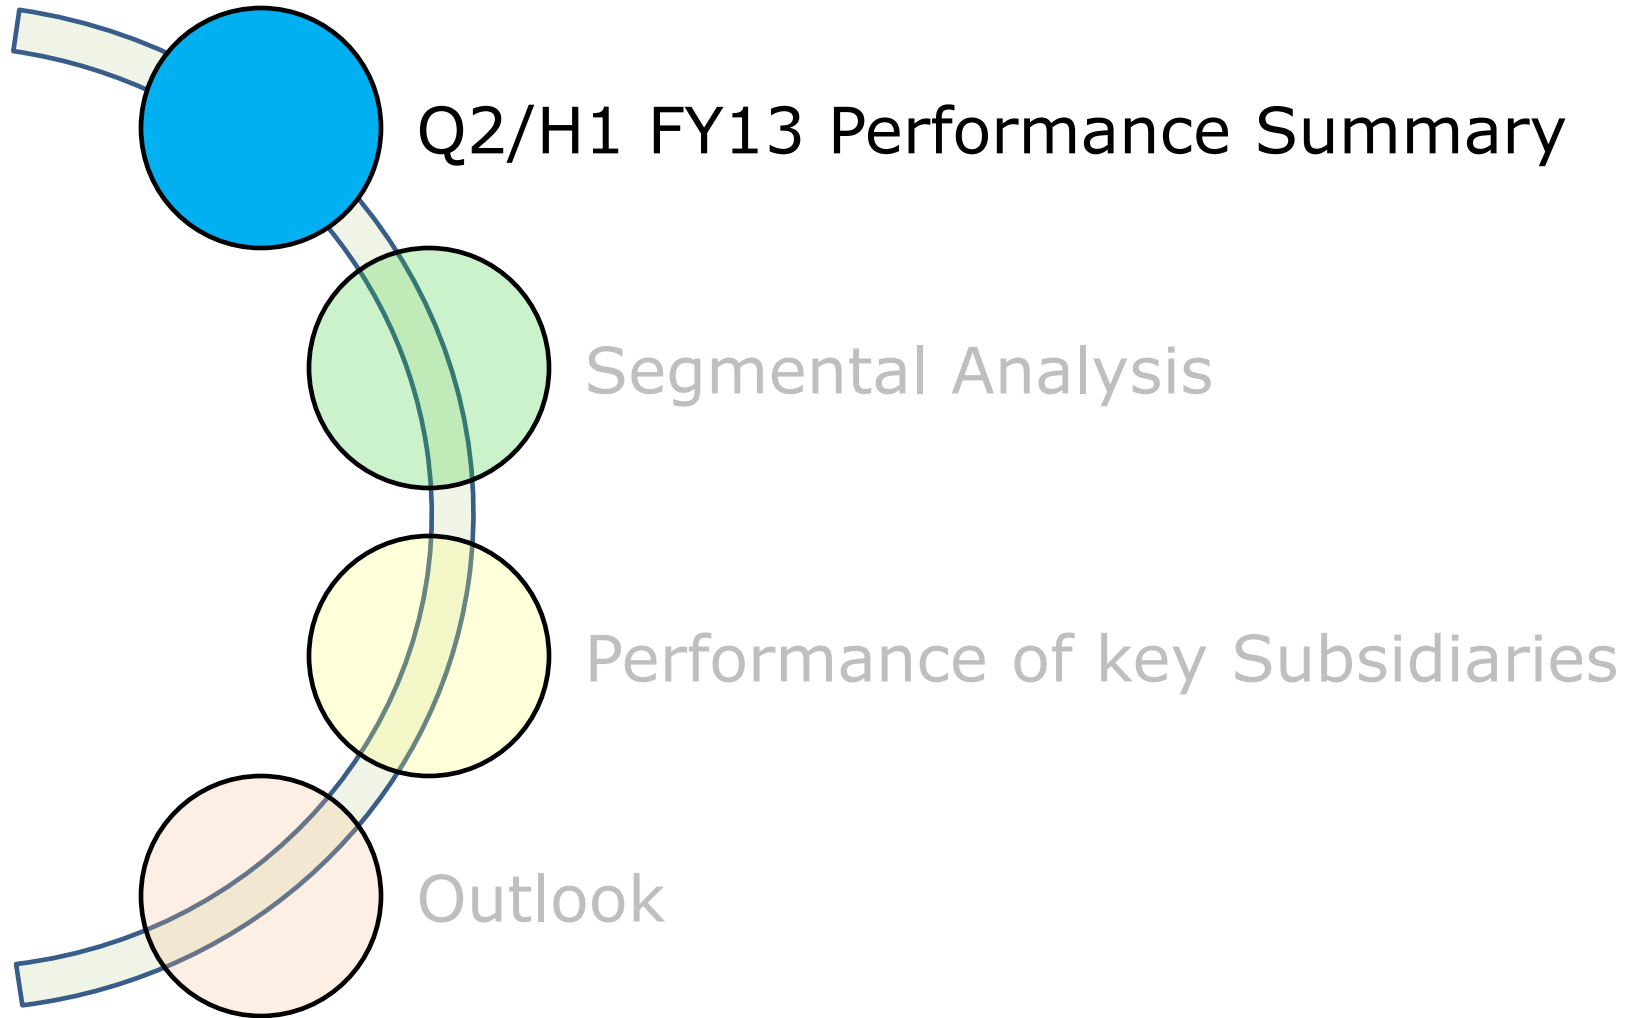 Q2/H1 FY13 Performance Summary
Segmental Analysis
Performance of key Subsidiaries
Outlook